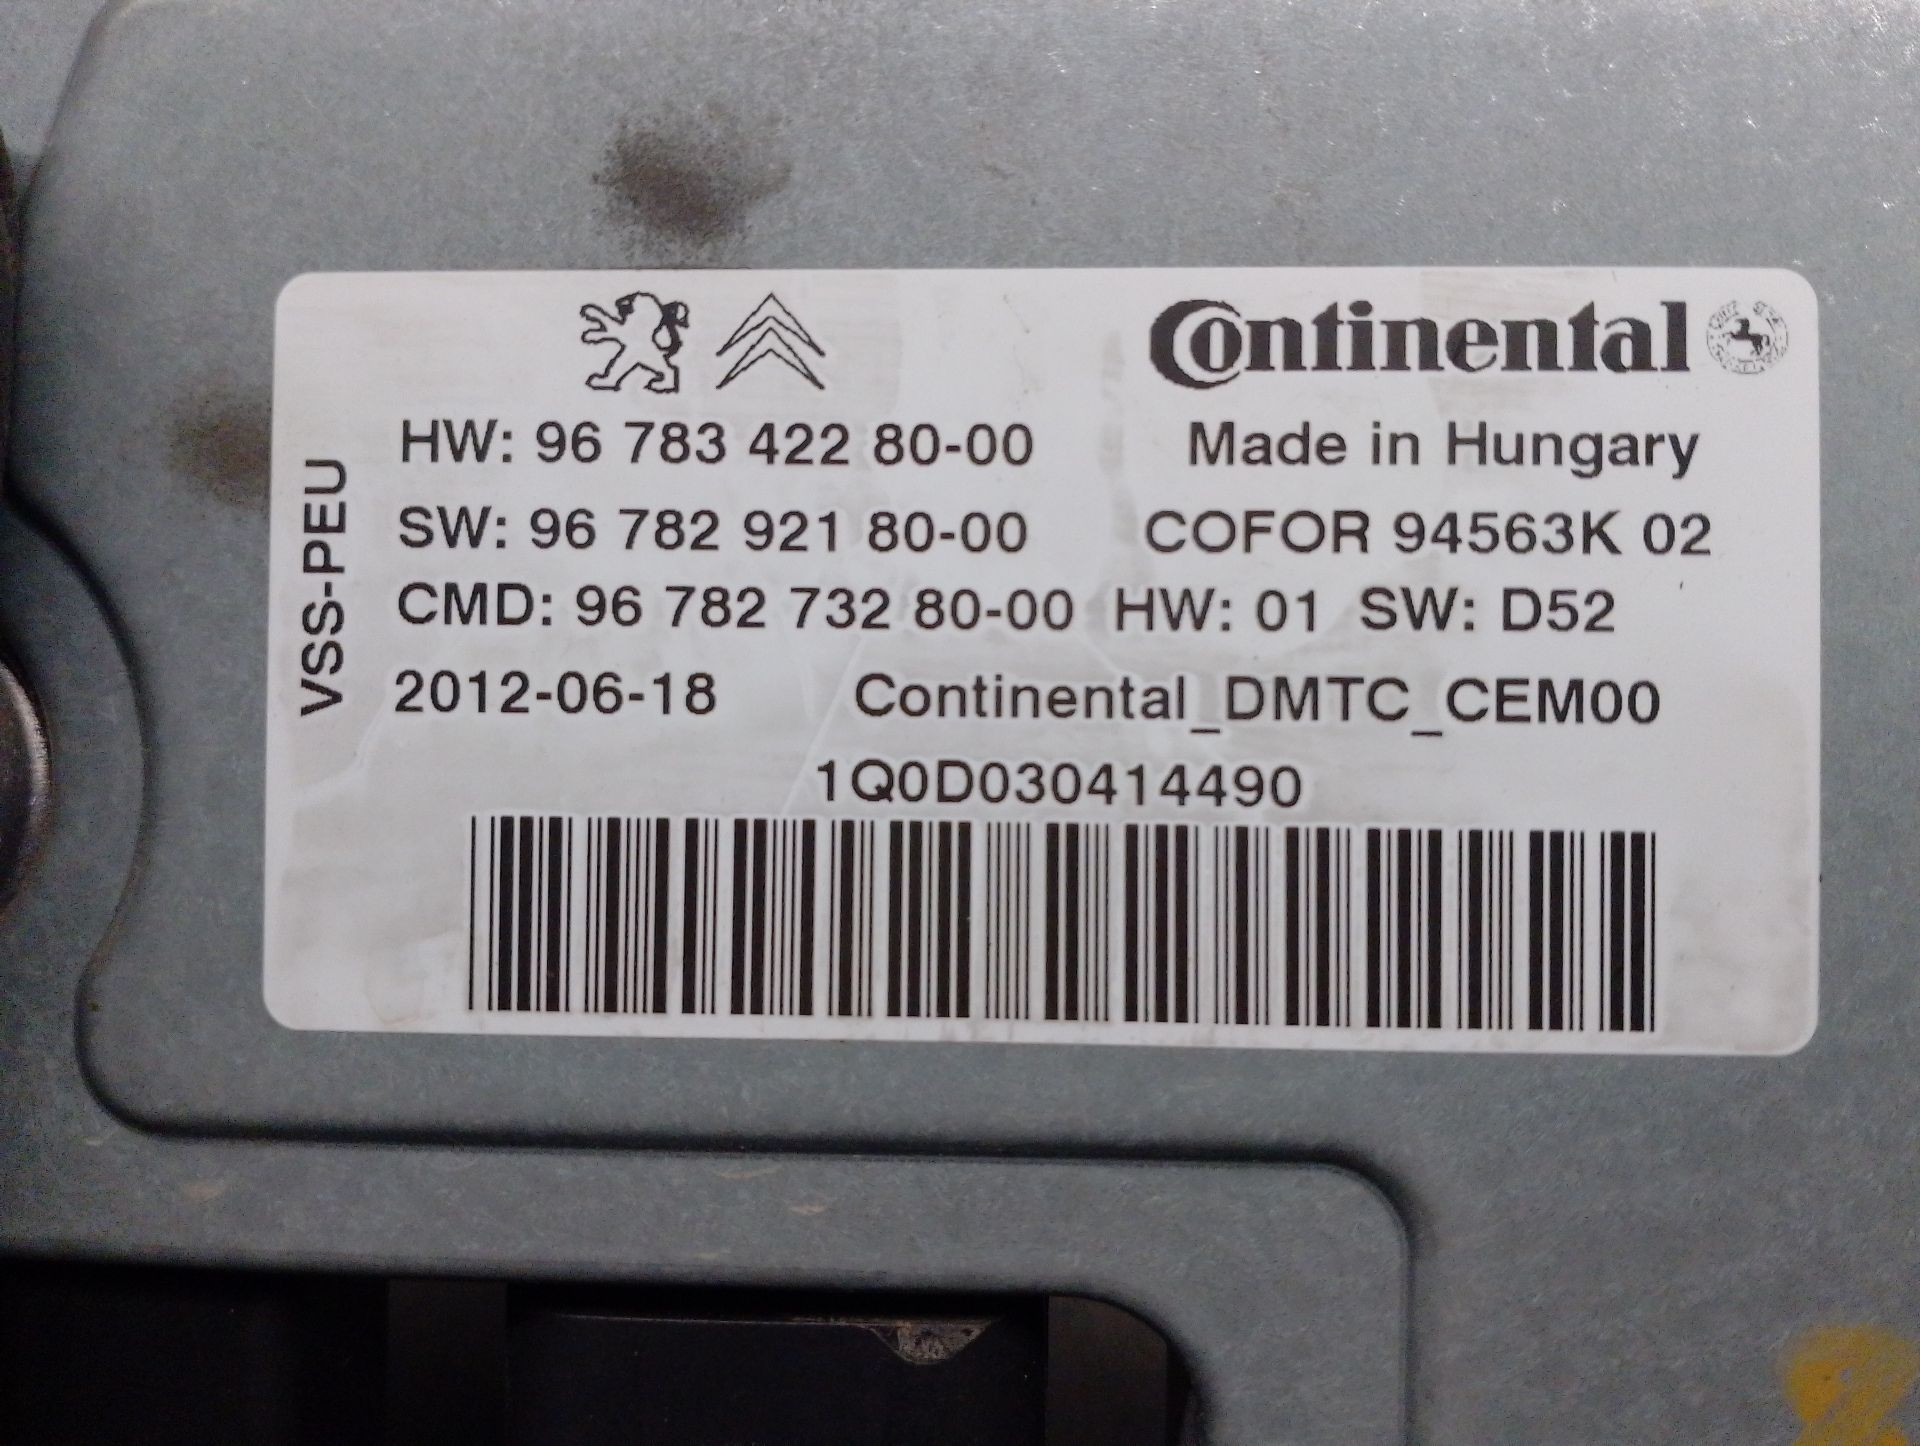 Continental
HW: 96 783 422 80-00
Made in Hungary
SW: 96 782 921 80-00
COFOR 94563K 02
CMD: 96 782 732 80-00 HW: 01 SW: D52
2012-06-18
Continental_DMTC_CEM00
1Q0D030414490
VSS-PEU